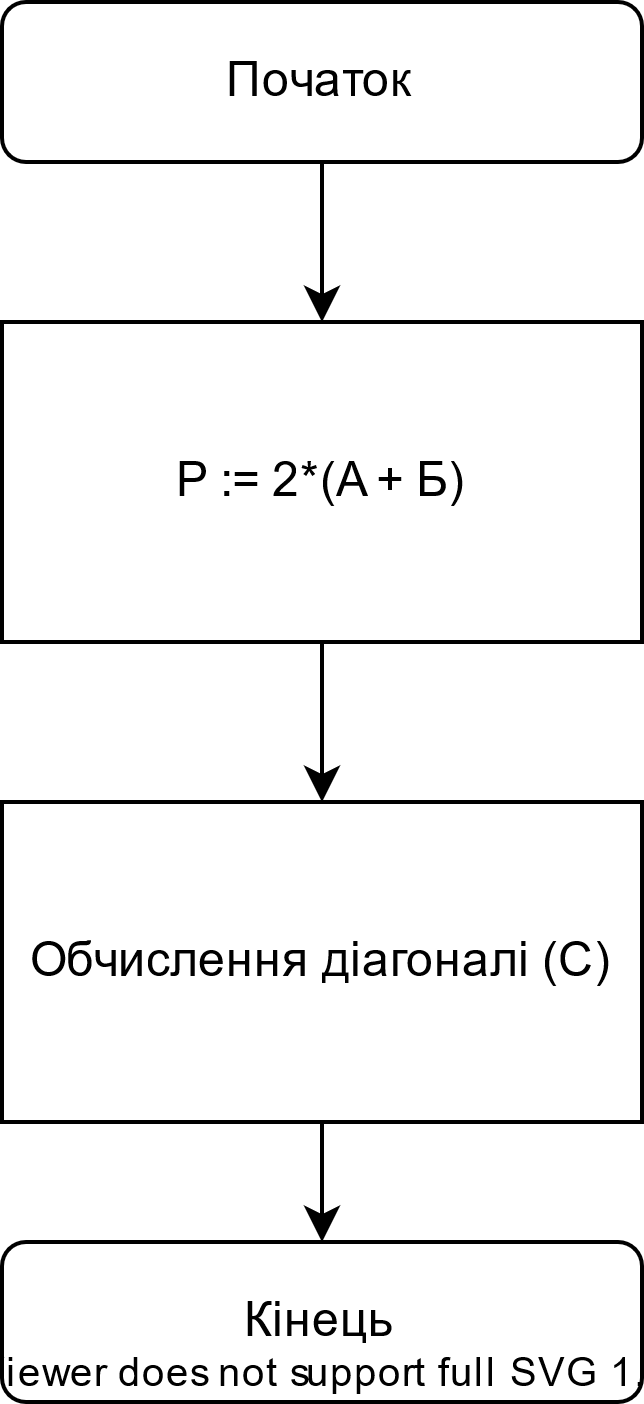 Початок
Р := 2*(А + Б)
Обчислення діагоналі (С)
Кінець
iewer does not support full SVG 1.